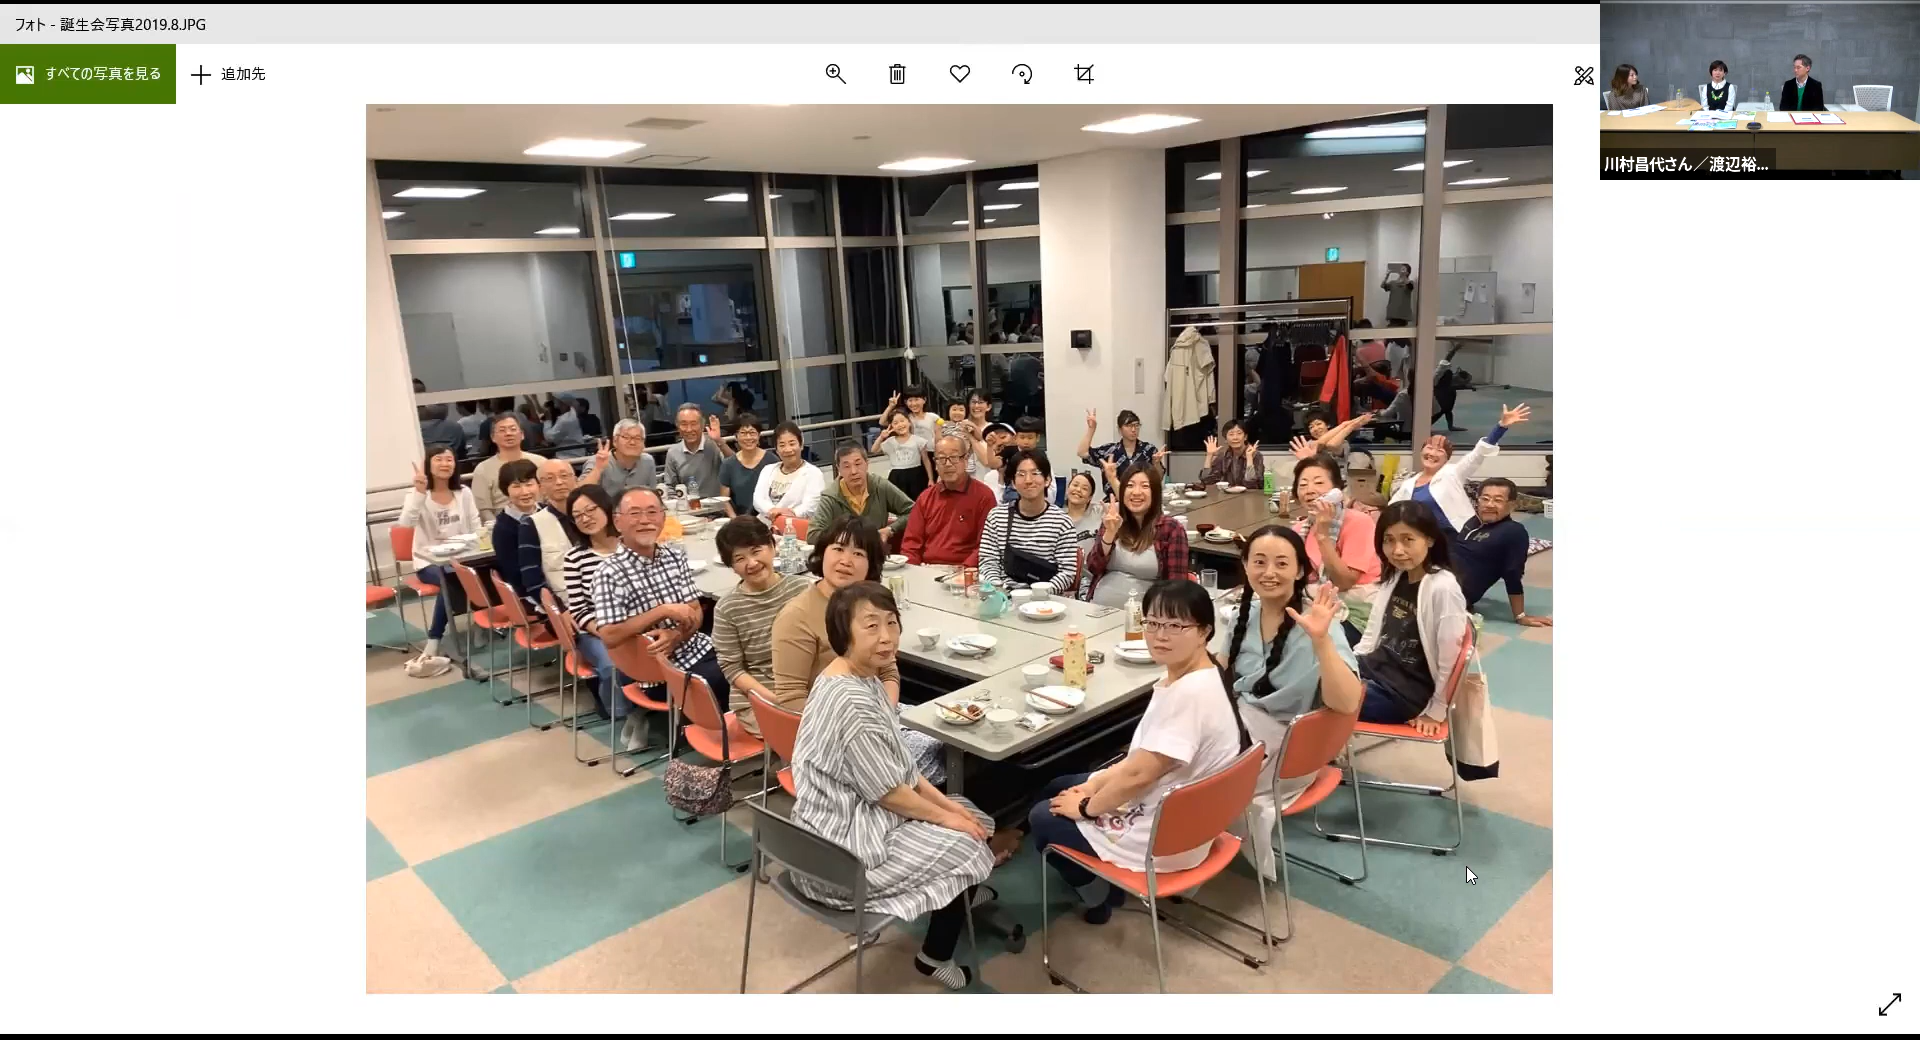 フォト - 誕生会写真2019.8.JPG
すべての写真を見る
追加先
川村昌代さん／渡辺裕...